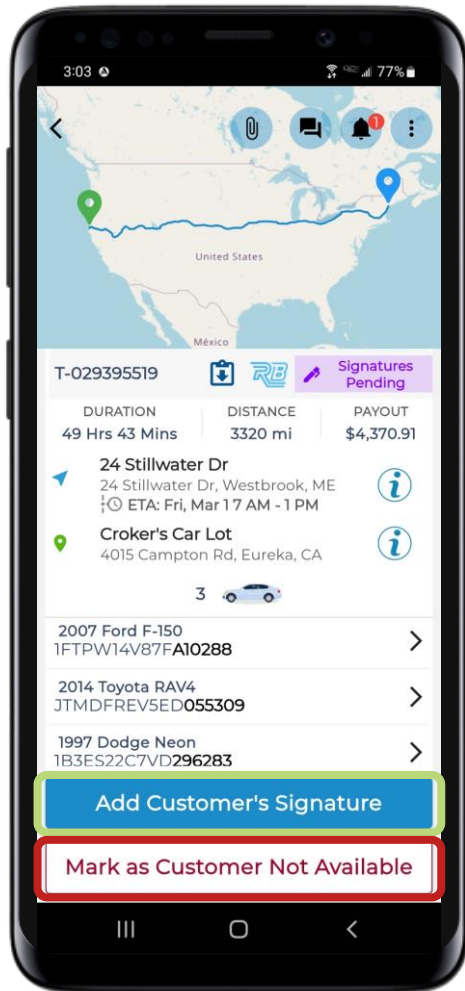 3:03
77%
1
United States
México
T-029395519
RB
Signatures
Pending
DURATION
DISTANCE
PAYOUT
49 Hrs 43 Mins
3320 mi
$4,370.91
24 Stillwater Dr
24 Stillwater Dr, Westbrook, ME
ETA: Fri, Mar 1 7 AM - 1 PM
i
Croker's Car Lot
4015 Campton Rd, Eureka, CA
i
3
2007 Ford F-150
1FTPW14V87FA10288
2014 Toyota RAV4
JTMDFREV5ED055309
1997 Dodge Neon
1B3ES22C7VD296283
Add Customer's Signature
Mark as Customer Not Available